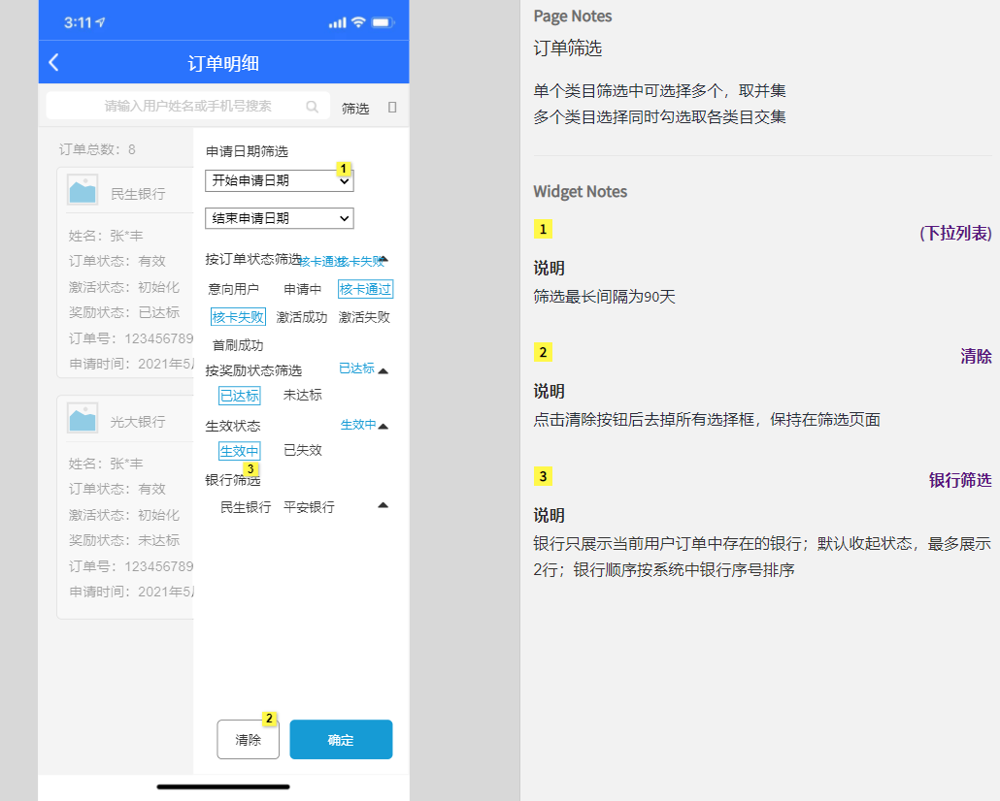 3:11
订单明细
请输入用户姓名或手机号搜索
筛选
订单总数：8
民生银行
姓名：张*丰
订单状态：有效
激活状态：初始化
奖励状态：已达标
订单号：123456789
申请时间：2021年5月
光大银行
姓名：张*丰
订单状态：有效
激活状态：初始化
奖励状态：未达标
订单号：123456789
申请时间：2021年5月
申请日期筛选
1
开始申请日期
结束申请日期
按订单状态筛选 核卡通过 核卡失败
意向用户 申请中 核卡通过
核卡失败 激活成功 激活失败
首刷成功
按奖励状态筛选 已达标
已达标 未达标
生效状态 生效中
生效中 已失效
3
银行筛选
民生银行 平安银行
2
清除 确定
Page Notes
订单筛选
单个类目筛选中可选择多个，取并集
多个类目选择同时勾选取各类目交集
Widget Notes
1 (下拉列表)
说明
筛选最长间隔为90天
2 清除
说明
点击清除按钮后去掉所有选择框，保持在筛选页面
3 银行筛选
说明
银行只展示当前用户订单中存在的银行；默认收起状态，最多展示
2行；银行顺序按系统中银行序号排序